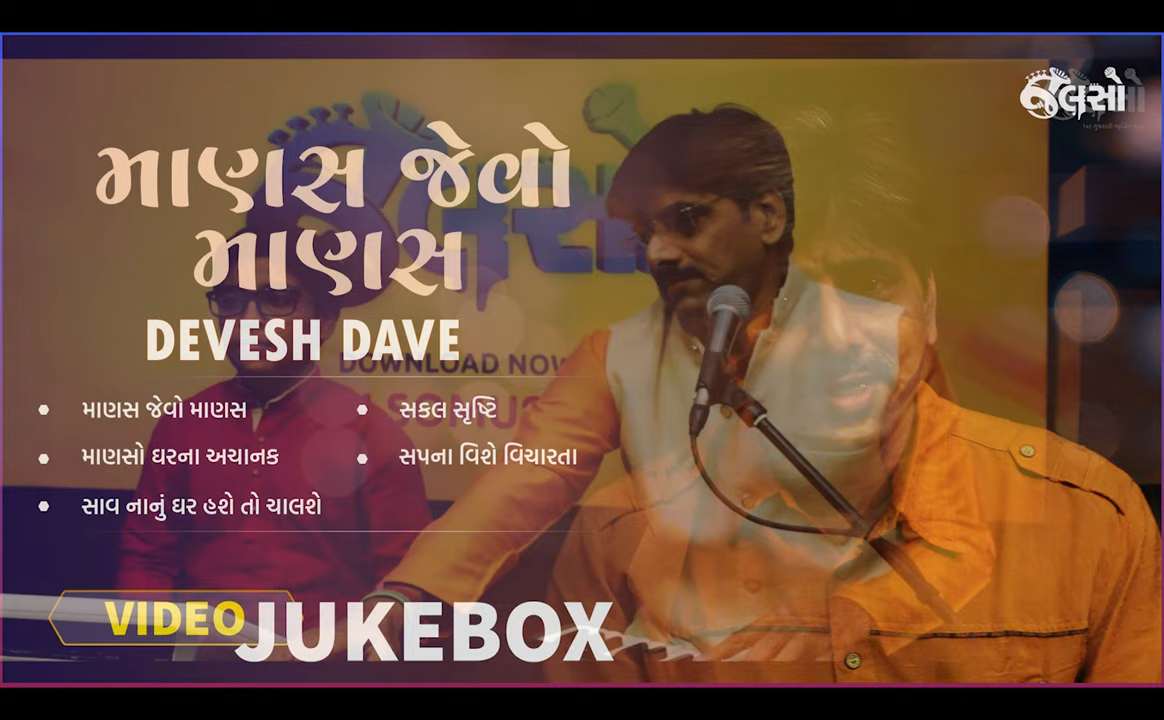 જલસો
માણસ જેવો
માણસ
DEVESH DAVE
DOWNLOAD NOW
માણસ જેવો માણસ
સકલ સૃષ્ટિ
માણસો ઘરના અચાનક
સપના વિશે વિચારતા
સાવ નાનું ઘર હશે તો ચાલશે
VIDEO JUKEBOX